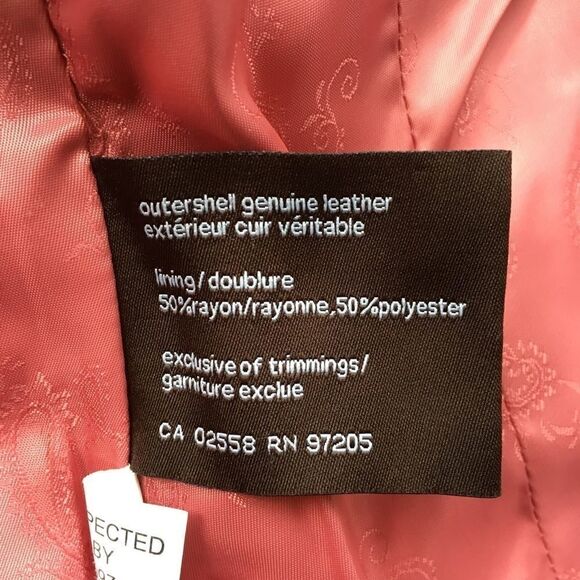 outershell genuine leather
extérieur cuir véritable
lining/doublure
50%rayon/rayonne,50%polyester
exclusive of trimmings/
garniture exclue
CA 02558 RN 97205
BY